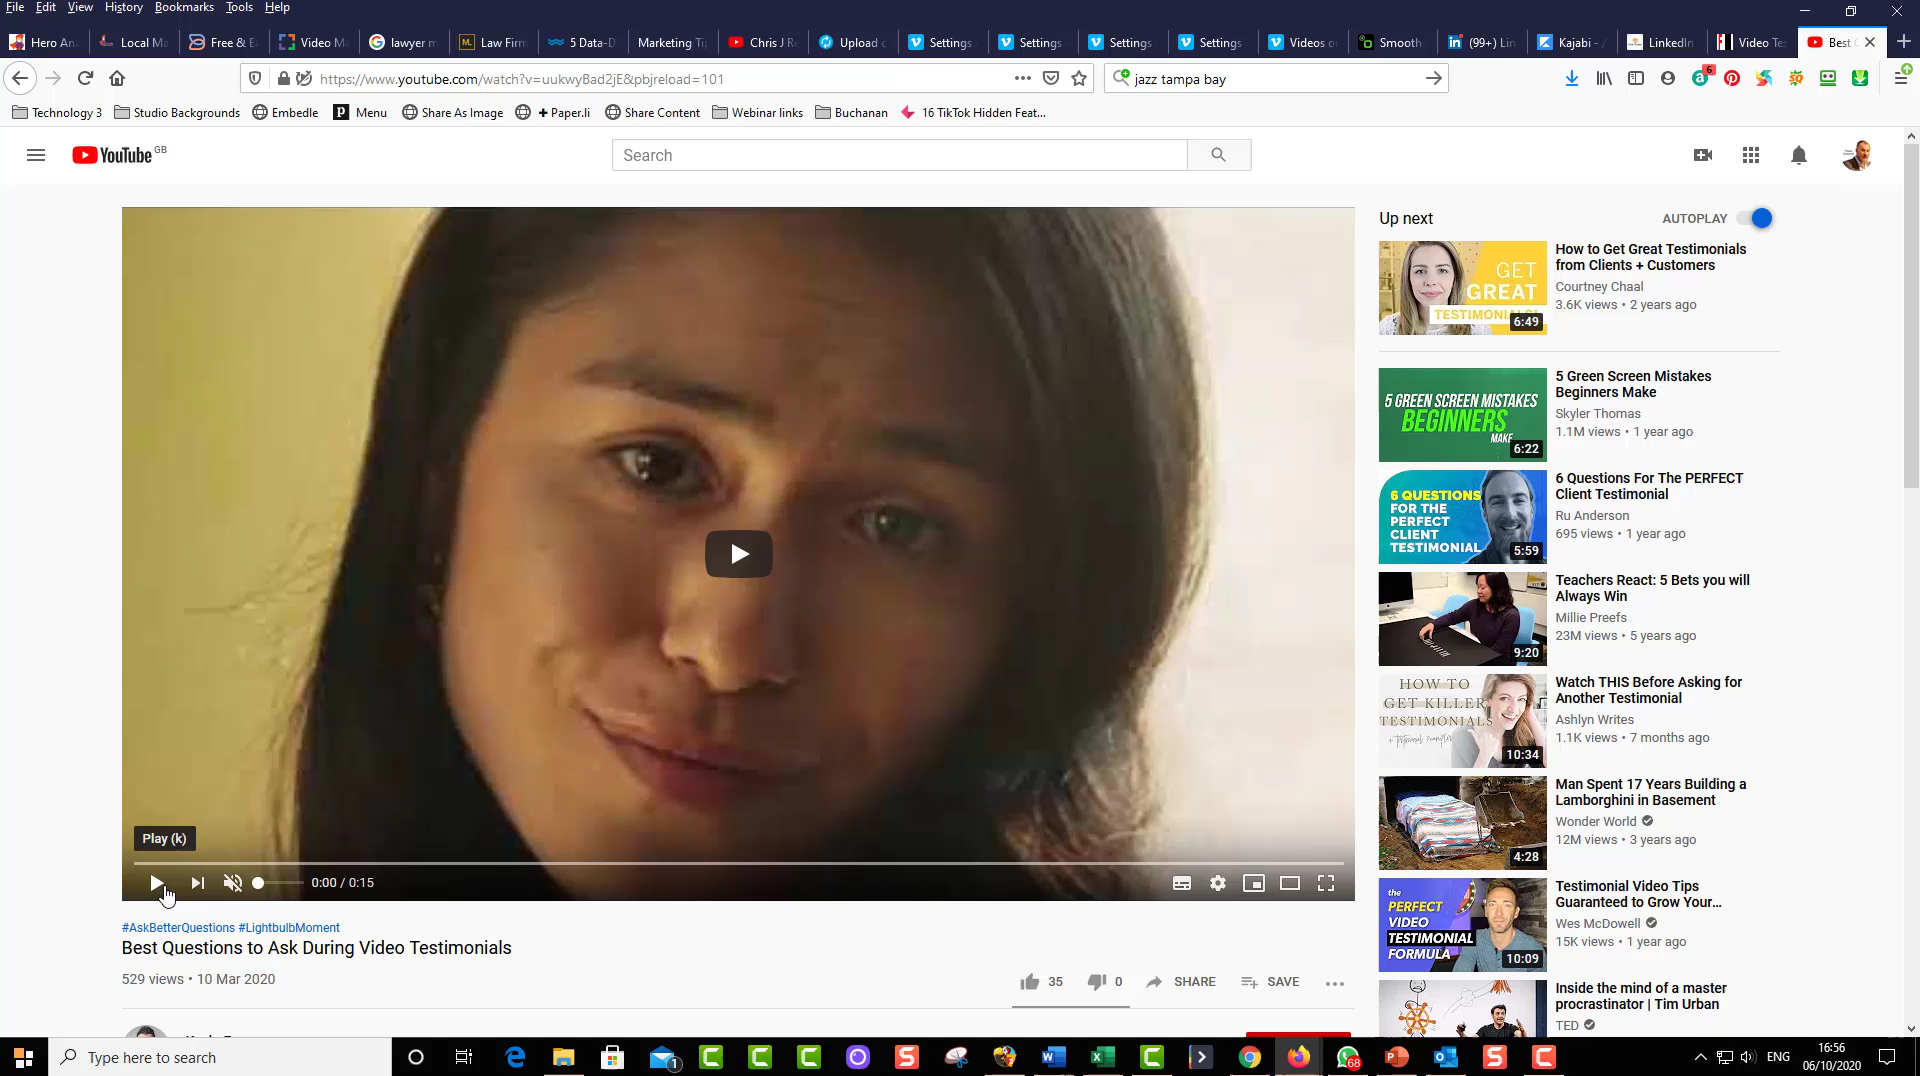 File Edit View History Bookmarks Tools Help
Hero An
Local M
Free & E
Video M
lawyer m
Law Firm
5 Data-D
Marketing Ti
Chris J R
Upload c
Settings
Settings
Settings
Settings
Videos o
Smooth
(99+) Lin
Kajabi -
LinkedIn
Video Te
Best
https://www.youtube.com/watch?v=uukwyBad2jE&pbjreload=101
jazz tampa bay
6
Technology 3 Studio Backgrounds Embedle Menu Share As Image + Paper.li Share Content Webinar links Buchanan 16 TikTok Hidden Feat...
YouTube GB
Search
Up next
AUTOPLAY
GET GREAT TESTIMONIALS
6:49
How to Get Great Testimonials
from Clients + Customers
Courtney Chaal
3.6K views • 2 years ago
5 GREEN SCREEN MISTAKES
BEGINNERS
MAKE
6:22
5 Green Screen Mistakes
Beginners Make
Skyler Thomas
1.1M views • 1 year ago
6 QUESTIONS
FOR THE
PERFECT
CLIENT
TESTIMONIAL
5:59
6 Questions For The PERFECT
Client Testimonial
Ru Anderson
695 views • 1 year ago
9:20
Teachers React: 5 Bets you will
Always Win
Millie Preefs
23M views • 5 years ago
HOW TO
GET KILLER
TESTIMONIALS
10:34
Watch THIS Before Asking for
Another Testimonial
Ashlyn Writes
1.1K views • 7 months ago
4:28
Man Spent 17 Years Building a
Lamborghini in Basement
Wonder World
12M views • 3 years ago
the
PERFECT
VIDEO
TESTIMONIAL
FORMULA
10:09
Testimonial Video Tips
Guaranteed to Grow Your...
Wes McDowell
15K views • 1 year ago
Inside the mind of a master
procrastinator | Tim Urban
TED
Play (k)
0:00 / 0:15
#AskBetterQuestions #LightbulbMoment
Best Questions to Ask During Video Testimonials
529 views • 10 Mar 2020
35
0
SHARE
SAVE
Type here to search
1
68
ENG
16:56
06/10/2020